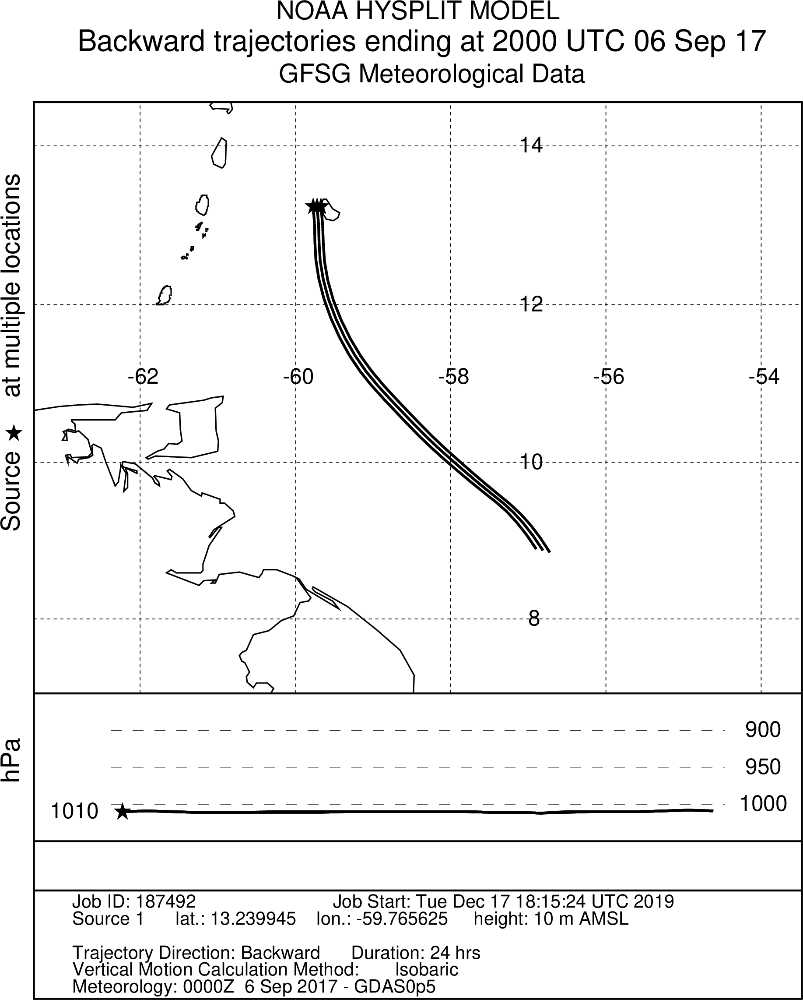 NOAA HYSPLIT MODEL
Backward trajectories ending at 2000 UTC 06 Sep 17
GFSG Meteorological Data
Source ★ at multiple locations
14
12
-62 -60 -58 -56 -54
10
8
hPa
900
950
1000
1010
Job ID: 187492 Job Start: Tue Dec 17 18:15:24 UTC 2019
Source 1 lat.: 13.239945 lon.: -59.765625 height: 10 m AMSL
Trajectory Direction: Backward Duration: 24 hrs
Vertical Motion Calculation Method: Isobaric
Meteorology: 0000Z 6 Sep 2017 - GDAS0p5